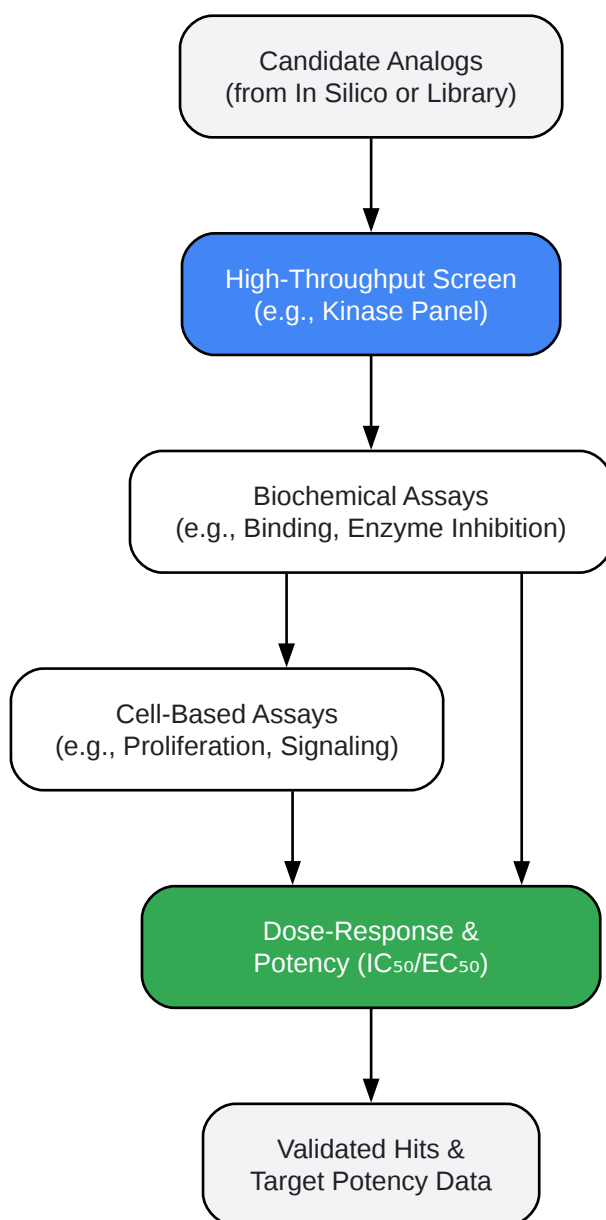 Candidate Analogs
(from In Silico or Library)
High-Throughput Screen
(e.g., Kinase Panel)
Biochemical Assays
(e.g., Binding, Enzyme Inhibition)
Cell-Based Assays
(e.g., Proliferation, Signaling)
Dose-Response &
Potency (IC₅₀/EC₅₀)
Validated Hits &
Target Potency Data